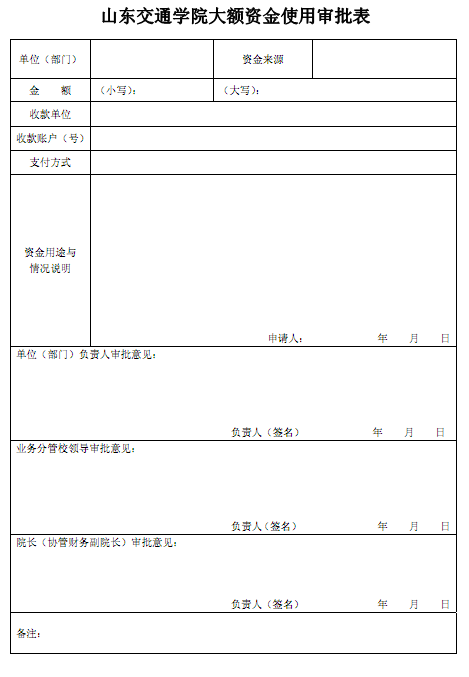 山东交通学院大额资金使用审批表
单位（部门） 资金来源
金 额 （小写）： （大写）：
收款单位
收款账户（号）
支付方式
资金用途与
情况说明
申请人： 年 月 日
单位（部门）负责人审批意见：
负责人（签名） 年 月 日
业务分管校领导审批意见：
负责人（签名） 年 月 日
院长（协管财务副院长）审批意见：
负责人（签名） 年 月 日
备注：